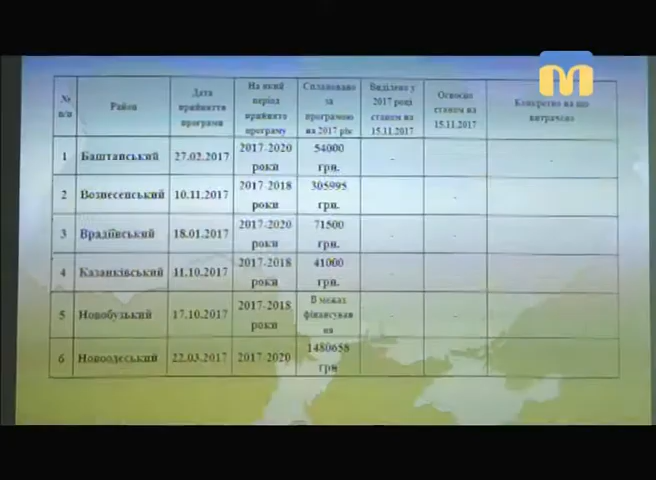 № п/п Район Дата прийняття програми На який період прийнято програму Сплановано за програмою на 2017 рік Виділено у 2017 році станом на 15.11.2017 Освоєно станом на 15.11.2017 Конкретно на що витрачено
1 Баштанський 27.02.2017 2017-2020 роки 54000 грн. - - -
2 Вознесенський 10.11.2017 2017-2018 роки 305995 грн. - -
3 Врадіївський 18.01.2017 2017-2020 роки 71500 грн. - -
4 Казанківський 11.10.2017 2017-2018 роки 41000 грн. - -
5 Новобузький 17.10.2017 2017-2018 роки В межах фінансування - -
6 Новоодеський 22.03.2017 2017-2020 1480658 грн